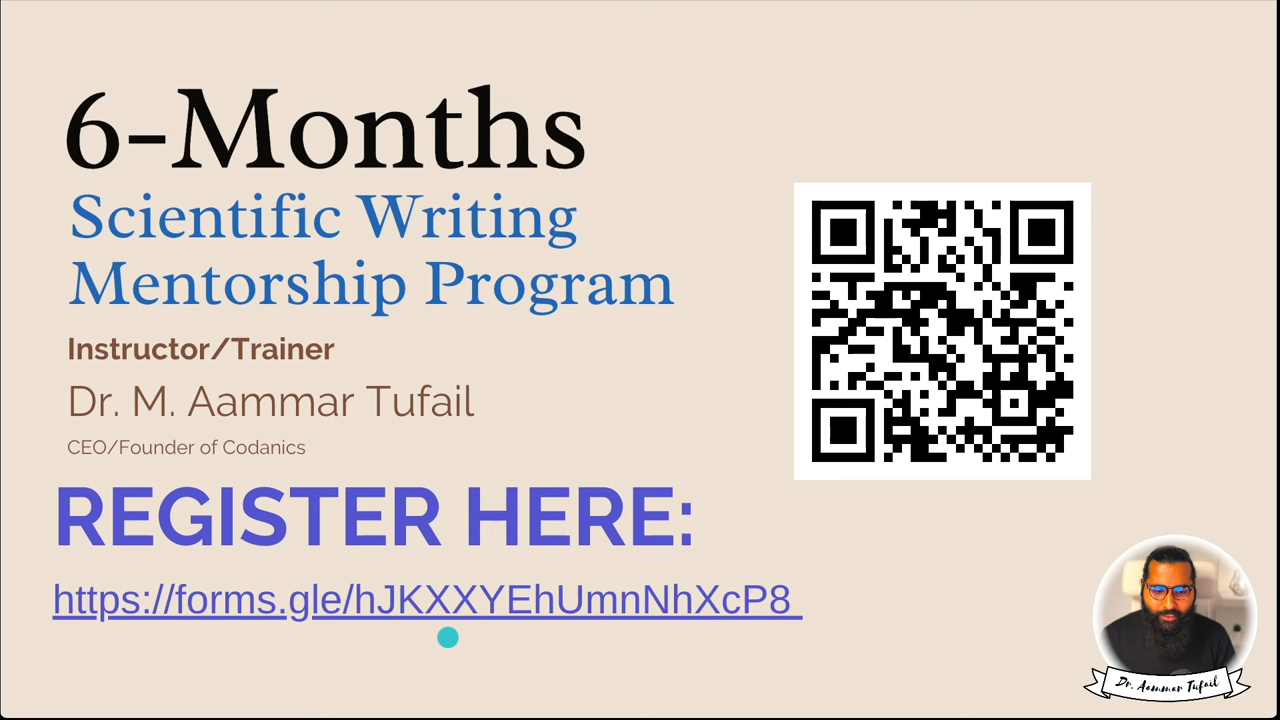 6-Months
Scientific Writing
Mentorship Program
Instructor/Trainer
Dr. M. Aammar Tufail
CEO/Founder of Codanics
REGISTER HERE:
https://forms.gle/hJKXXYEhUmnNhXcP8
Dr. Aammar Tufail